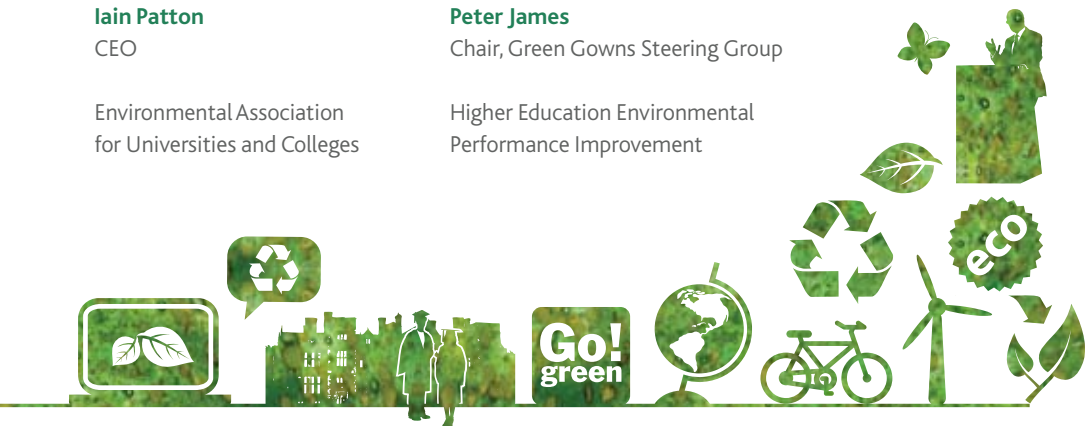 Iain Patton
CEO
Environmental Association
for Universities and Colleges
Peter James
Chair, Green Gowns Steering Group
Higher Education Environmental
Performance Improvement
eco
Go!
green